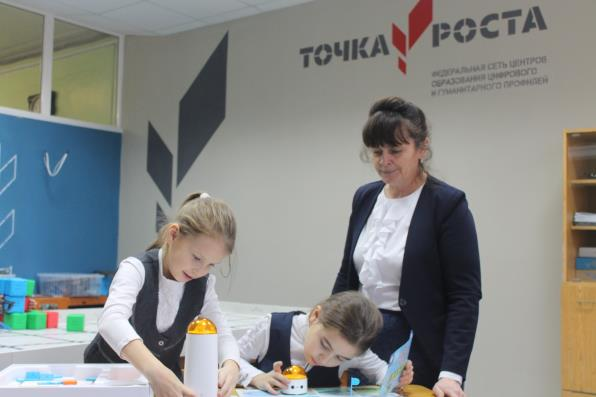 ТОЧКА РОСТА
ФЕДЕРАЛЬНАЯ СЕТЬ ЦЕНТРОВ
ОБРАЗОВАНИЯ ЦИФРОВОГО
И ГУМАНИТАРНОГО ПРОФИЛЕЙ